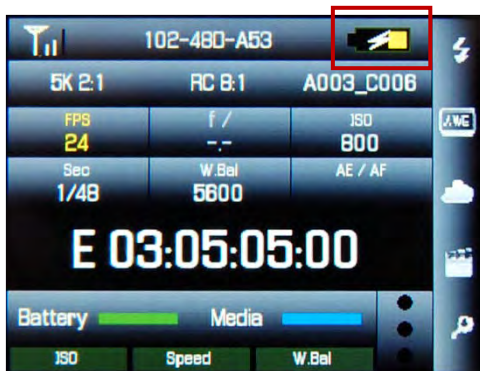 102-48D-A53
5K 2:1 RC 8:1 A003_C006
FPS f / ISO
24 -.- 800
Sec W.Bal AE / AF
1/48 5600
E 03:05:05:00
Battery Media
ISO Speed W.Bal